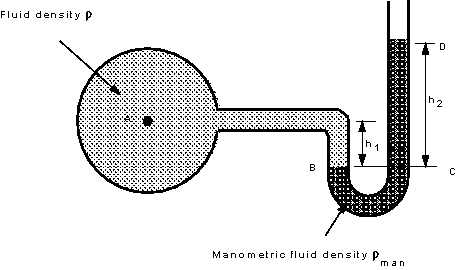 Fluid density ρ
D
A
h2
h1
B
C
Manometric fluid density ρman